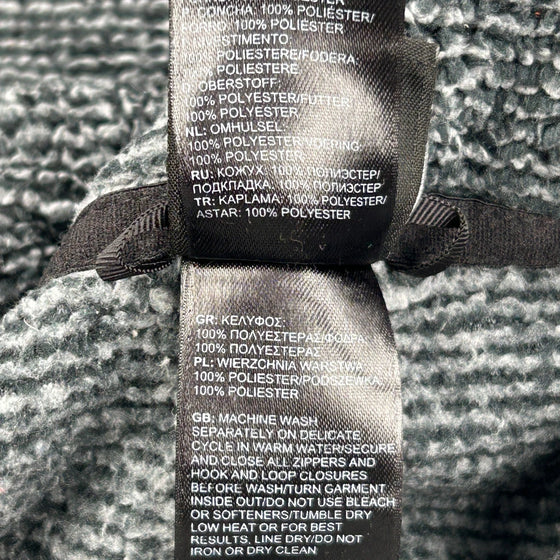 P: CONCHA: 100% POLIÉSTER/
FORRO: 100% POLIÉSTER
RIVESTIMENTO:
POLIESTERE/FODERA:
POLIESTERE
OBERSTOFF:
100% POLYESTER/FUTTER:
100% POLYESTER
NL: OMHULSEL:
100% POLYESTER/VOERING:
100% POLYESTER
RU: КОЖУХ: 100% ПОЛИЭСТЕР/
ПОДКЛАДКА: 100% ПОЛИЭСТЕР
TR: KAPLAMA: 100% POLYESTER/
ASTAR: 100% POLYESTER
GR: ΚΕΛΥΦΟΣ:
100% ΠΟΛΥΕΣΤΕΡΑΣ/ΦΟΔΡΑ:
100% ΠΟΛΥΕΣΤΕΡΑΣ
PL: WIERZCHNIA WARSTWA:
100% POLIESTER/PODSZEWKA:
100% POLIESTER
GB: MACHINE WASH
SEPARATELY ON DELICATE
CYCLE IN WARM WATER/SECURE
AND CLOSE ALL ZIPPERS AND
HOOK AND LOOP CLOSURES
BEFORE WASH/TURN GARMENT
INSIDE OUT/DO NOT USE BLEACH
OR SOFTENERS/TUMBLE DRY
LOW HEAT OR FOR BEST
RESULTS, LINE DRY/DO NOT
IRON OR DRY CLEAN